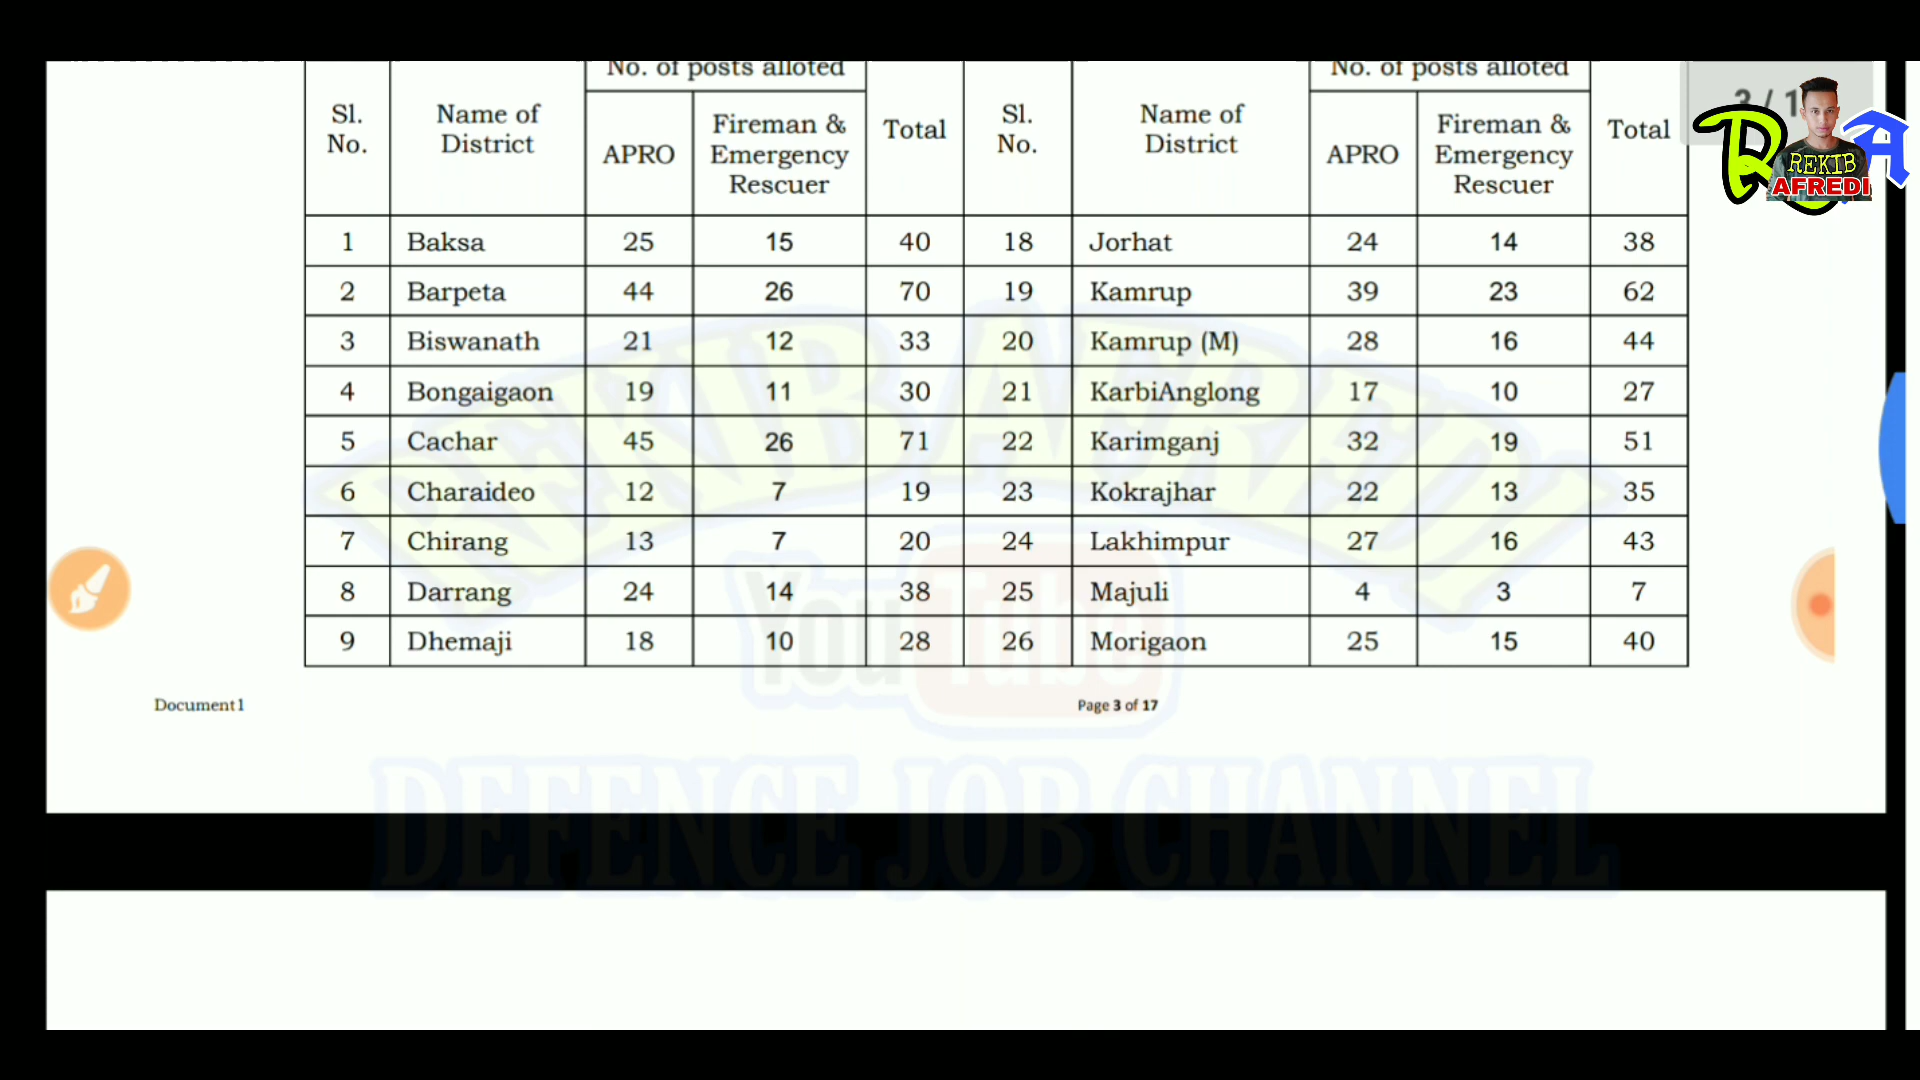 No. of posts alloted No. of posts alloted
Sl. No. Name of District APRO Fireman & Emergency Rescuer Total Sl. No. Name of District APRO Fireman & Emergency Rescuer Total
1 Baksa 25 15 40 18 Jorhat 24 14 38
2 Barpeta 44 26 70 19 Kamrup 39 23 62
3 Biswanath 21 12 33 20 Kamrup (M) 28 16 44
4 Bongaigaon 19 11 30 21 KarbiAnglong 17 10 27
5 Cachar 45 26 71 22 Karimganj 32 19 51
6 Charaideo 12 7 19 23 Kokrajhar 22 13 35
7 Chirang 13 7 20 24 Lakhimpur 27 16 43
8 Darrang 24 14 38 25 Majuli 4 3 7
9 Dhemaji 18 10 28 26 Morigaon 25 15 40
Document1 Page 3 of 17
3 / 1
R A
REKIB
AFREDI
REKIB AFREDI
YouTube
DEFENCE JOB CHANNEL